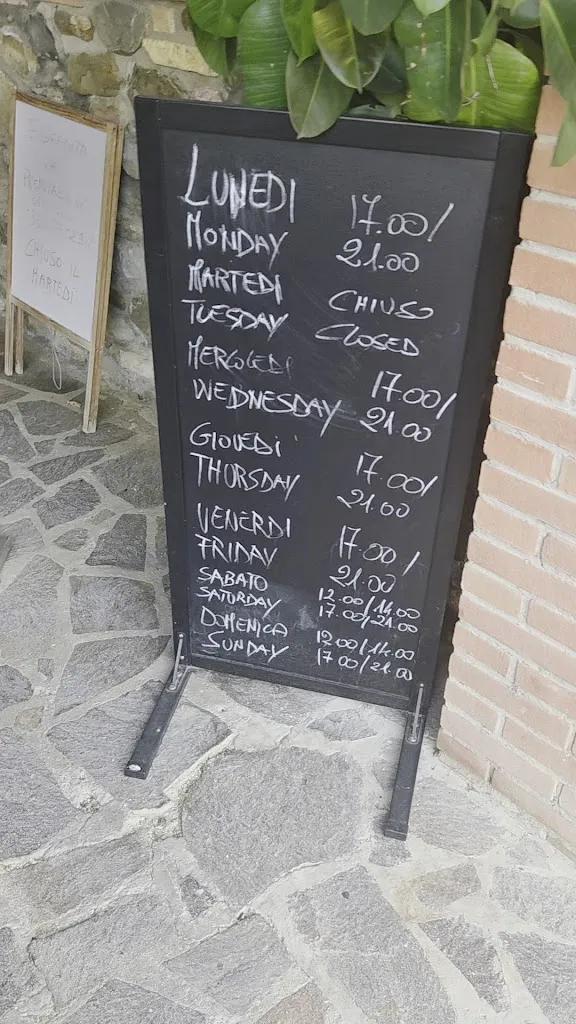 LUNEDI
MONDAY
17.00/
21.00
MARTEDI
TUESDAY
CHIUSO
CLOSED
MERCOLEDI
WEDNESDAY
17.00/
21.00
GIOVEDI
THURSDAY
17.00/
21.00
VENERDI
FRIDAY
17.00/
21.00
SABATO
SATURDAY
12.00/14.00
17.00/21.00
DOMENICA
SUNDAY
12.00/14.00
17.00/21.00
CHIUSO IL
MARTEDI